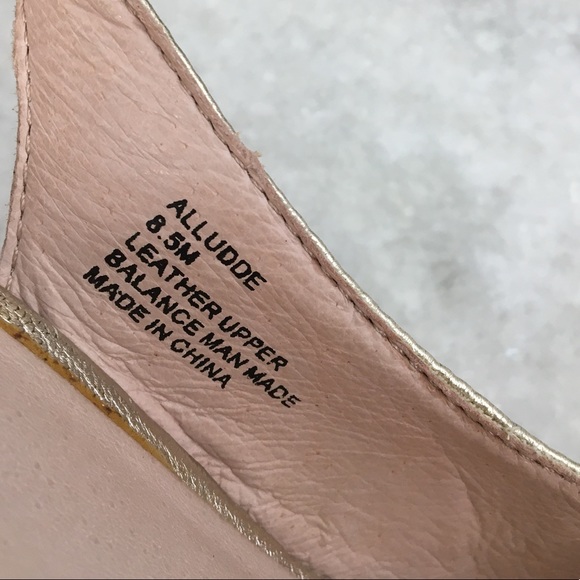 ALLUDDE
8.5M
LEATHER UPPER
BALANCE MAN MADE
MADE IN CHINA